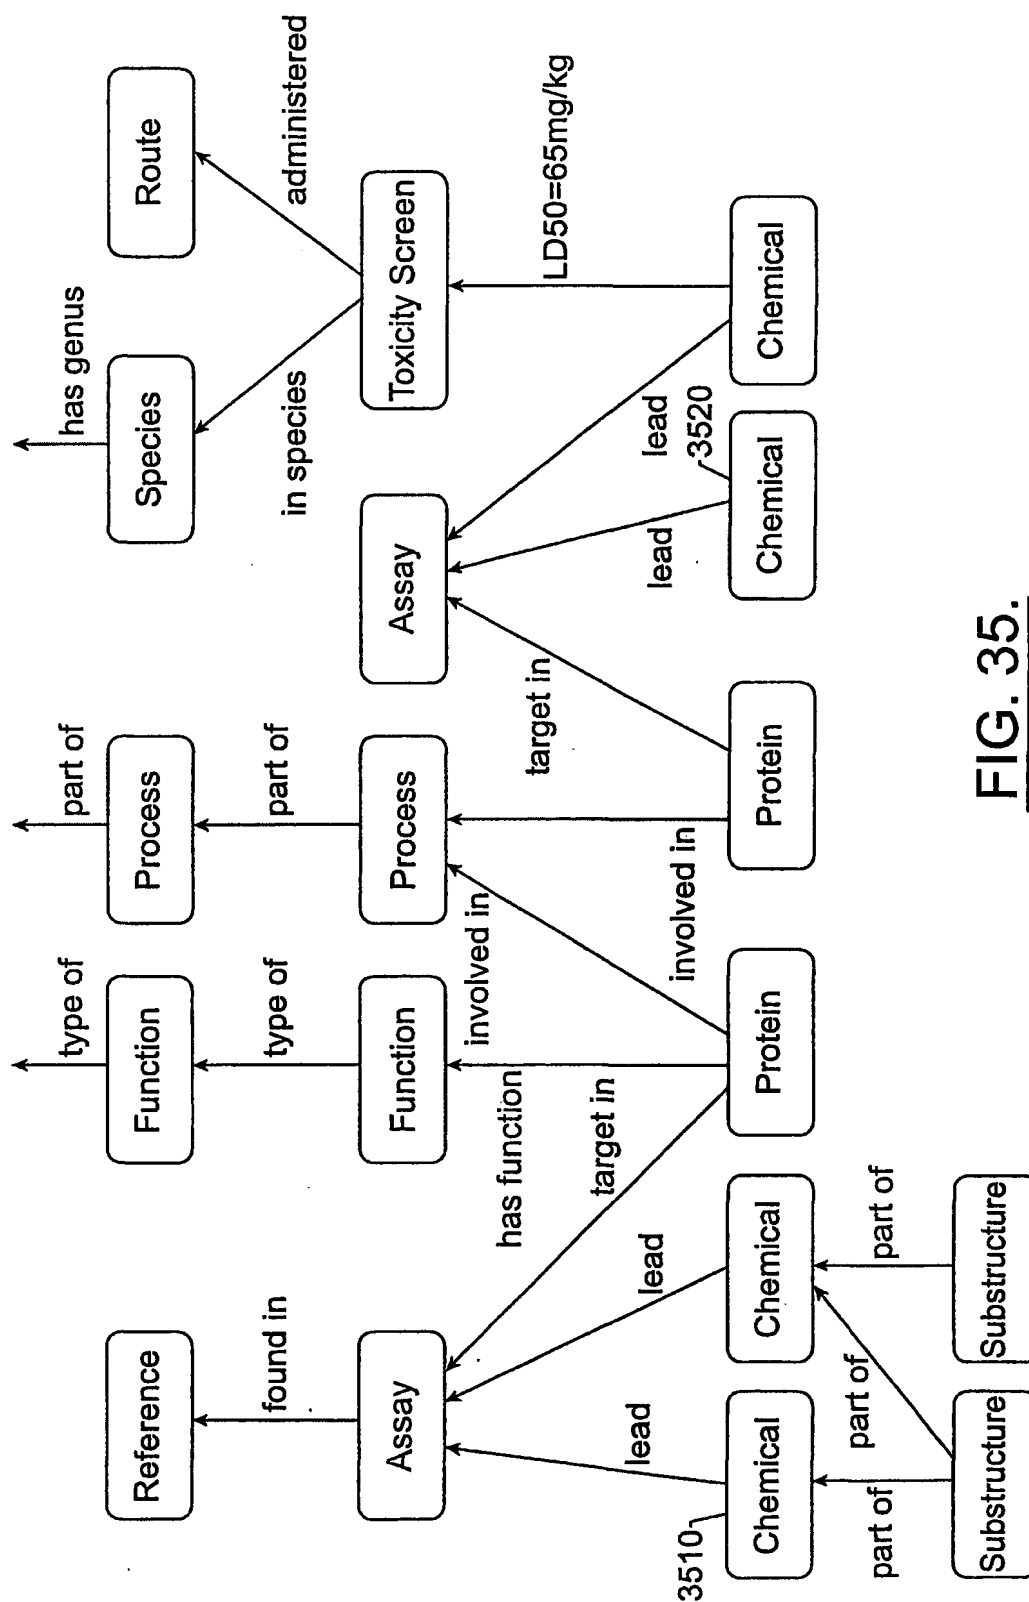 has genus
part of
type of
Route
Species
Process
Function
Reference
administered
in species
part of
type of
found in
Toxicity Screen
Assay
Process
Function
Assay
LD50=65mg/kg
lead
3520
lead
target in
involved in
involved in
has function
target in
lead
lead
3510
Chemical
Chemical
Protein
Protein
Chemical
Chemical
part of
part of
part of
Substructure
Substructure
FIG. 35.